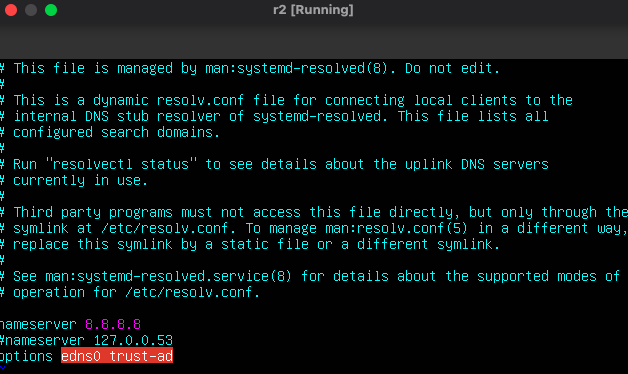 r2 [Running]
# This file is managed by man:systemd-resolved(8). Do not edit.
#
# This is a dynamic resolv.conf file for connecting local clients to the
# internal DNS stub resolver of systemd-resolved. This file lists all
# configured search domains.
#
# Run "resolvectl status" to see details about the uplink DNS servers
# currently in use.
#
# Third party programs must not access this file directly, but only through the
# symlink at /etc/resolv.conf. To manage man:resolv.conf(5) in a different way,
# replace this symlink by a static file or a different symlink.
#
# See man:systemd-resolved.service(8) for details about the supported modes of
# operation for /etc/resolv.conf.
nameserver 8.8.8.8
#nameserver 127.0.0.53
options edns0 trust-ad
~